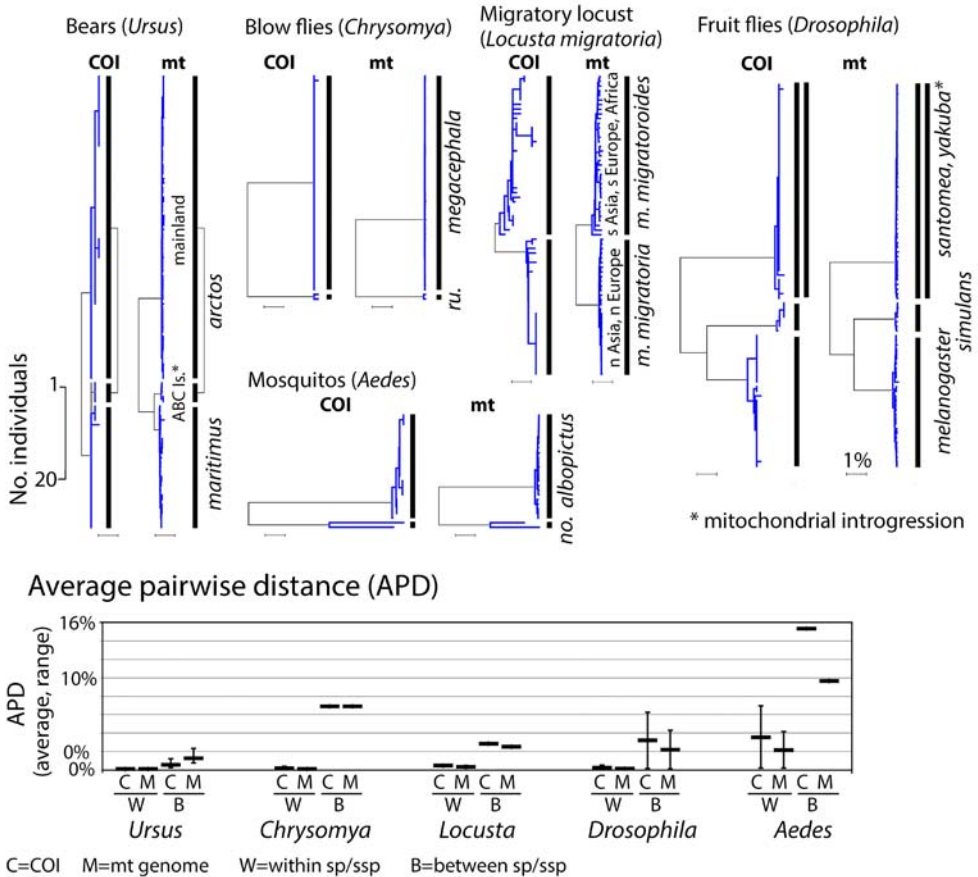 Bears (Ursus)
COI mt
mainland
ABC Is.*
arctos
maritimus
No. individuals
1
20
Blow flies (Chrysomya)
COI mt
megacephala
ru.
Migratory locust
(Locusta migratoria)
COI mt
s Asia, s Europe, Africa
m. migratoroides
n Asia, n Europe
m. migratoria
Fruit flies (Drosophila)
COI mt
santomea, yakuba*
simulans
melanogaster
1%
Mosquitos (Aedes)
COI mt
albopictus
no.
* mitochondrial introgression
Average pairwise distance (APD)
APD
(average, range)
16%
10%
0%
0%
C M C M C M C M C M C M C M C M C M C M
W B W B W B W B W B
Ursus Chrysomya Locusta Drosophila Aedes
C=COI M=mt genome W=within sp/ssp B=between sp/ssp